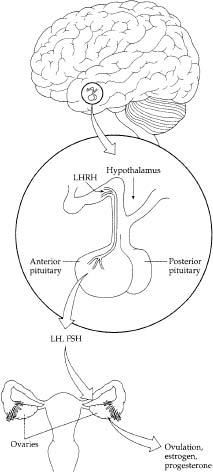 Hypothalamus
LHRH
Anterior
pituitary
Posterior
pituitary
LH, FSH
Ovaries
Ovulation,
estrogen,
progesterone